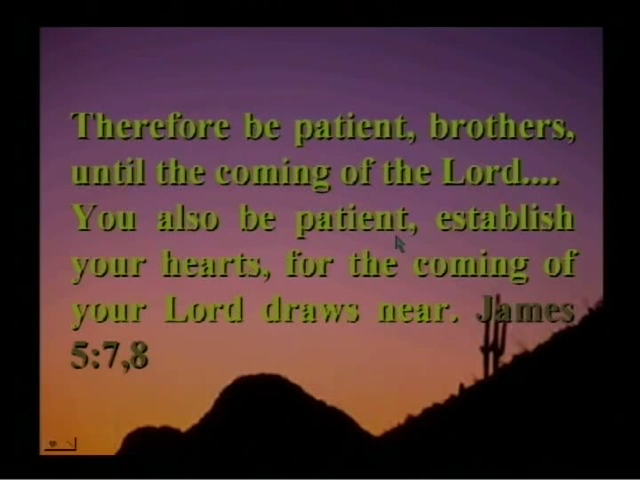 Therefore be patient, brothers,
until the coming of the Lord....
You also be patient, establish
your hearts, for the coming of
your Lord draws near. James
5:7,8